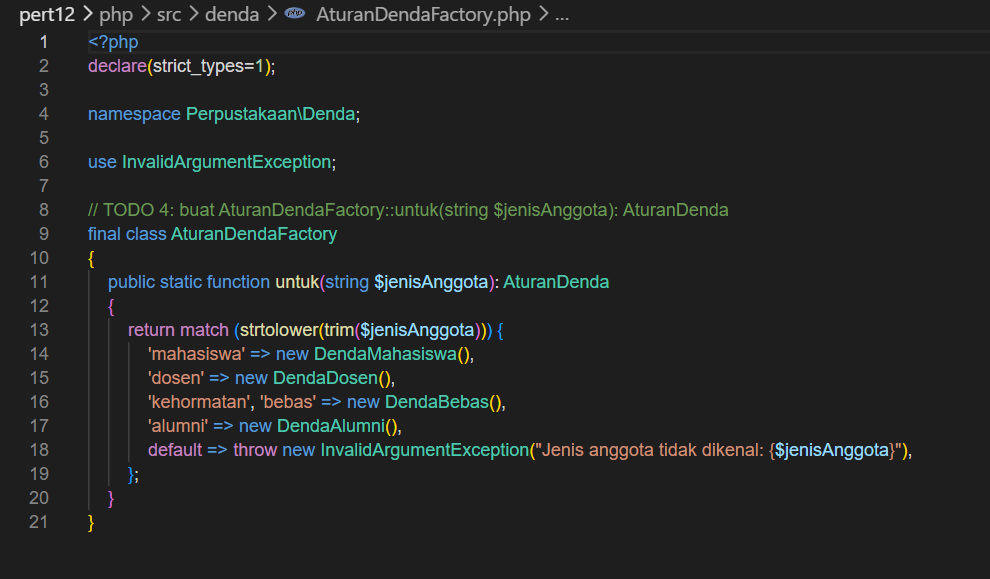 pert12 > php > src > denda > php AturanDendaFactory.php > ...
1 <?php
2 declare(strict_types=1);
3
4 namespace Perpustakaan\Denda;
5
6 use InvalidArgumentException;
7
8 // TODO 4: buat AturanDendaFactory::untuk(string $jenisAnggota): AturanDenda
9 final class AturanDendaFactory
10 {
11 public static function untuk(string $jenisAnggota): AturanDenda
12 {
13 return match (strtolower(trim($jenisAnggota))) {
14 'mahasiswa' => new DendaMahasiswa(),
15 'dosen' => new DendaDosen(),
16 'kehormatan', 'bebas' => new DendaBebas(),
17 'alumni' => new DendaAlumni(),
18 default => throw new InvalidArgumentException("Jenis anggota tidak dikenal: {$jenisAnggota}"),
19 };
20 }
21 }